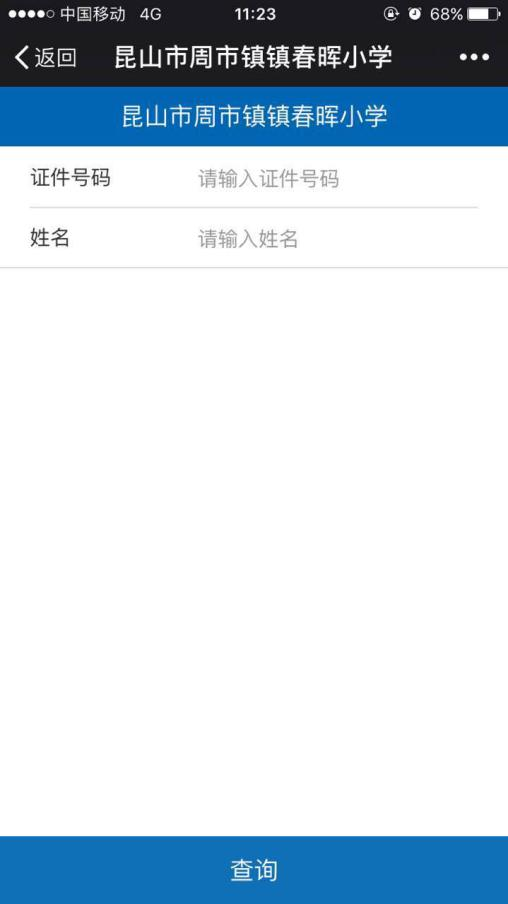 中国移动 4G 11:23 68%
返回 昆山市周市镇镇春晖小学
昆山市周市镇镇春晖小学
证件号码 请输入证件号码
姓名 请输入姓名
查询